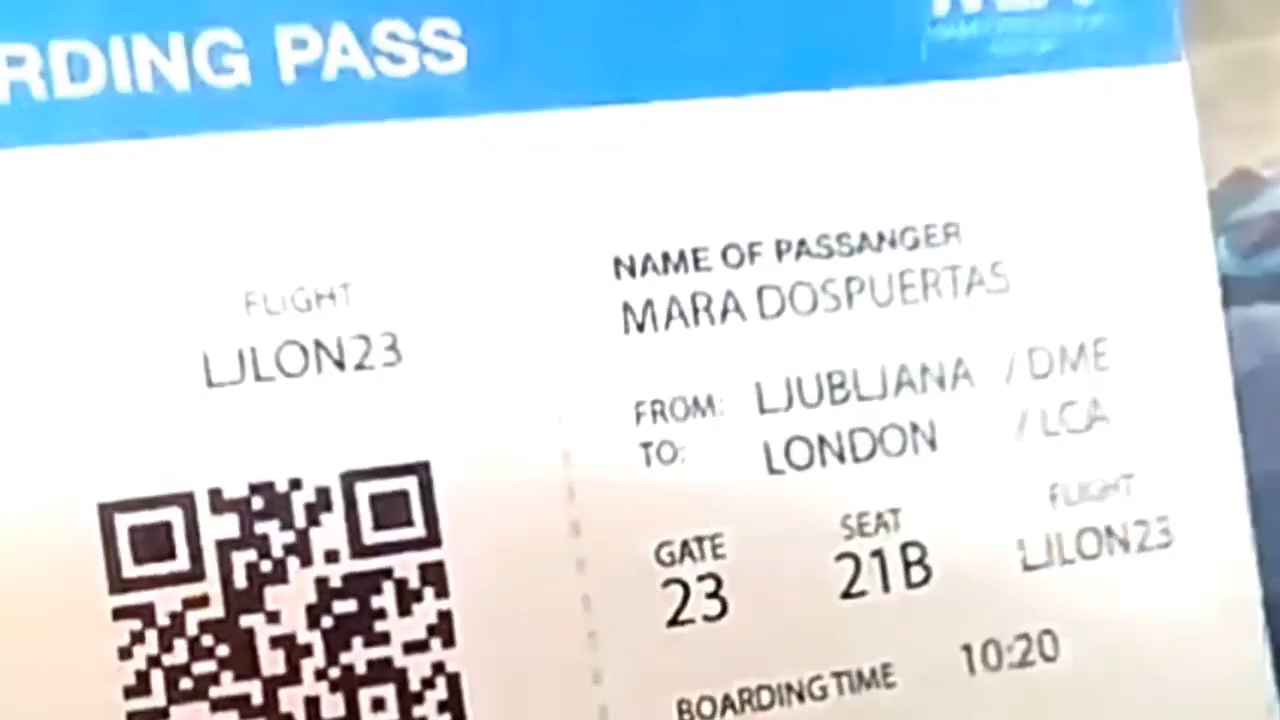 RDING PASS
FLIGHT
LJLON23
NAME OF PASSANGER
MARA DOSPUERTAS
FROM: LJUBLJANA / DME
TO: LONDON / LCA
GATE
23
SEAT
21B
FLIGHT
LJLON23
BOARDING TIME 10:20